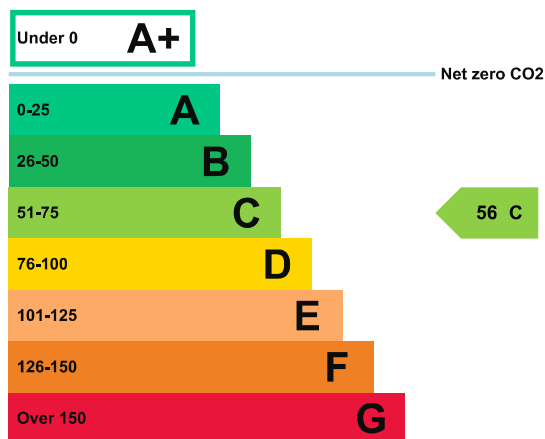 Under 0 A+
Net zero CO2
0-25 A
26-50 B
51-75 C
56 C
76-100 D
101-125 E
126-150 F
Over 150 G